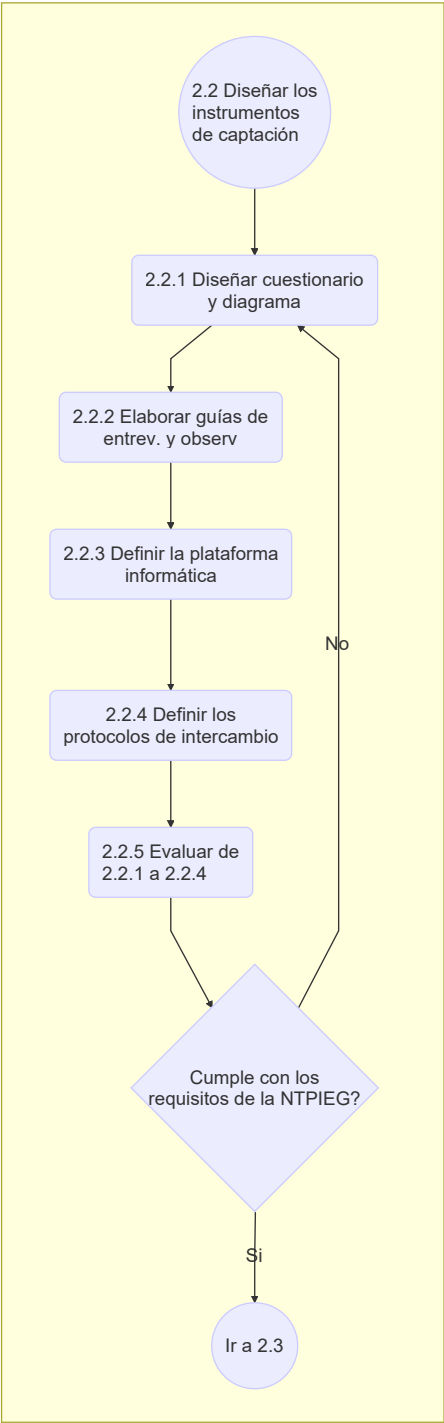 2.2 Diseñar los
instrumentos
de captación
2.2.1 Diseñar cuestionario
y diagrama
2.2.2 Elaborar guías de
entrev. y observ
2.2.3 Definir la plataforma
informática
No
2.2.4 Definir los
protocolos de intercambio
2.2.5 Evaluar de
2.2.1 a 2.2.4
Cumple con los
requisitos de la NTPIEG?
Si
Ir a 2.3